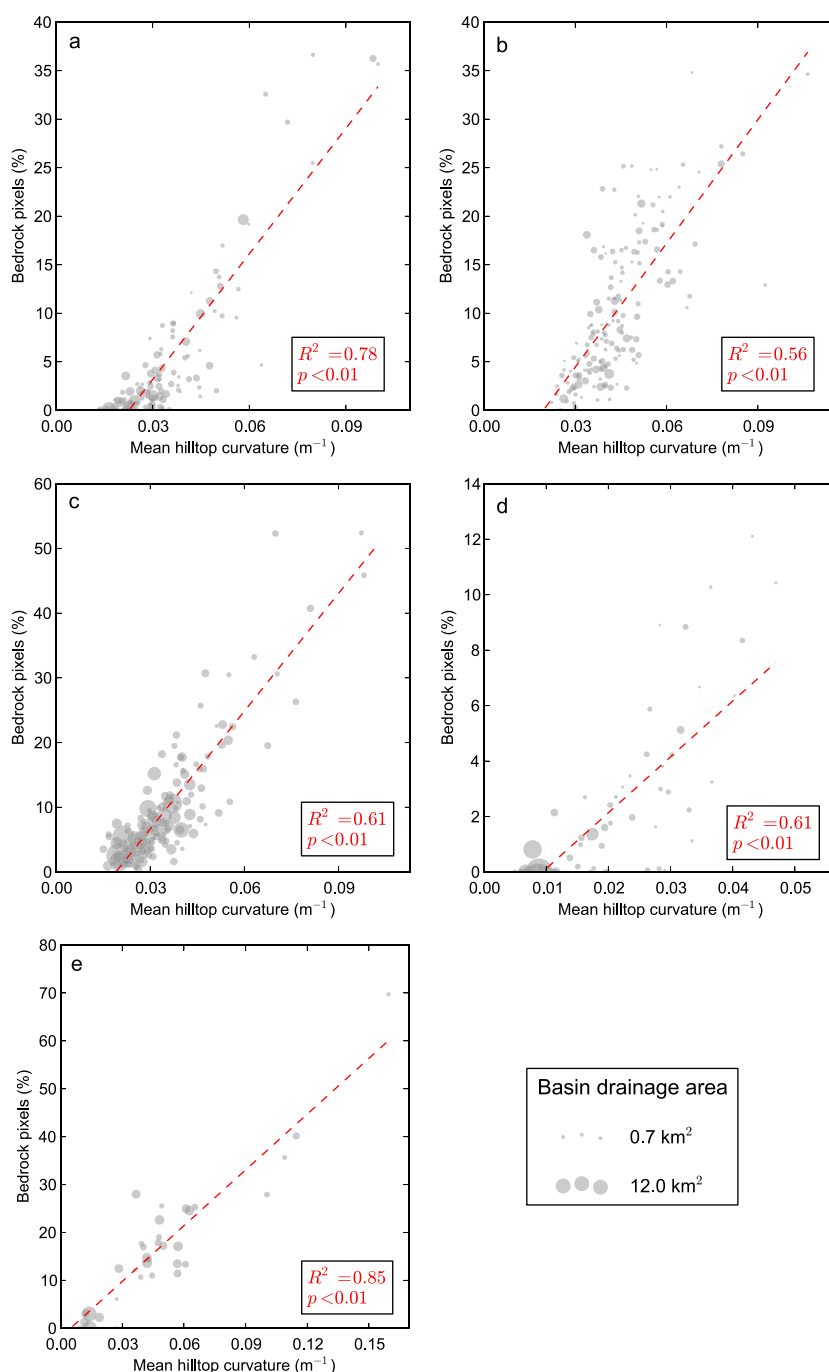 a
40
35
30
25
20
15
10
5
0
Bedrock pixels (%)
R² =0.78
p<0.01
0.00 0.03 0.06 0.09
Mean hilltop curvature (m⁻¹)
b
40
35
30
25
20
15
10
5
0
Bedrock pixels (%)
R² =0.56
p<0.01
0.00 0.03 0.06 0.09
Mean hilltop curvature (m⁻¹)
c
60
50
40
30
20
10
0
Bedrock pixels (%)
R² =0.61
p<0.01
0.00 0.03 0.06 0.09
Mean hilltop curvature (m⁻¹)
d
14
12
10
8
6
4
2
0
Bedrock pixels (%)
R² =0.61
p<0.01
0.00 0.01 0.02 0.03 0.04 0.05
Mean hilltop curvature (m⁻¹)
e
80
70
60
50
40
30
20
10
0
Bedrock pixels (%)
R² =0.85
p<0.01
0.00 0.03 0.06 0.09 0.12 0.15
Mean hilltop curvature (m⁻¹)
Basin drainage area
0.7 km²
12.0 km²